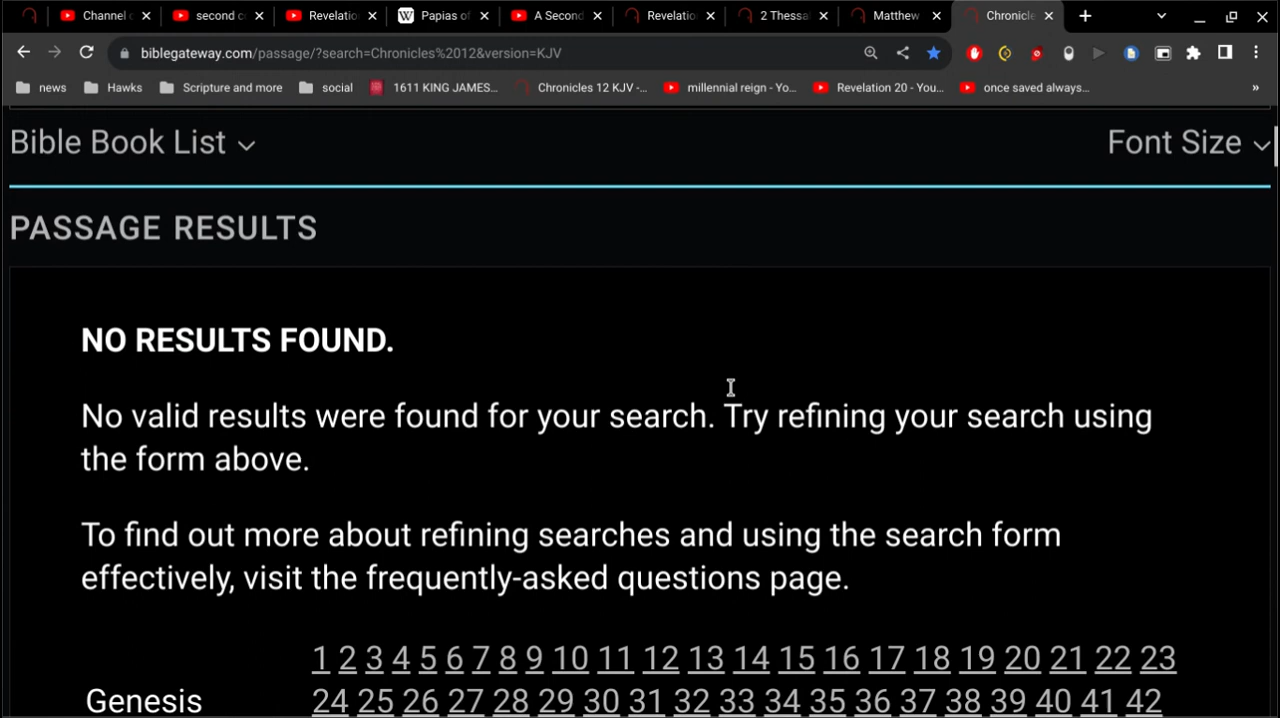 Channel c
second c
Revelatio
W Papias of
A Second
Revelatio
2 Thessa
Matthew
Chronicle
biblegateway.com/passage/?search=Chronicles%2012&version=KJV
news Hawks Scripture and more social 1611 KING JAMES... Chronicles 12 KJV -... millennial reign - Yo... Revelation 20 - You... once saved always... »
Bible Book List Font Size
PASSAGE RESULTS
NO RESULTS FOUND.
No valid results were found for your search. Try refining your search using
the form above.
To find out more about refining searches and using the search form
effectively, visit the frequently-asked questions page.
1 2 3 4 5 6 7 8 9 10 11 12 13 14 15 16 17 18 19 20 21 22 23
Genesis 24 25 26 27 28 29 30 31 32 33 34 35 36 37 38 39 40 41 42